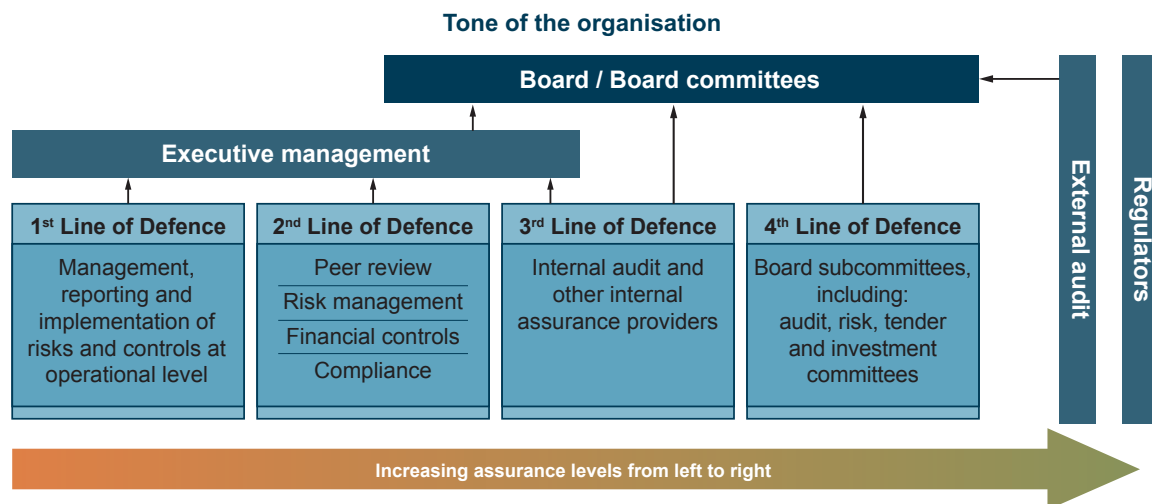 Tone of the organisation
Board / Board committees
Executive management
1st Line of Defence
Management,
reporting and
implementation of
risks and controls at
operational level
2nd Line of Defence
Peer review
Risk management
Financial controls
Compliance
3rd Line of Defence
Internal audit and
other internal
assurance providers
4th Line of Defence
Board subcommittees,
including:
audit, risk, tender
and investment
committees
External audit
Regulators
Increasing assurance levels from left to right